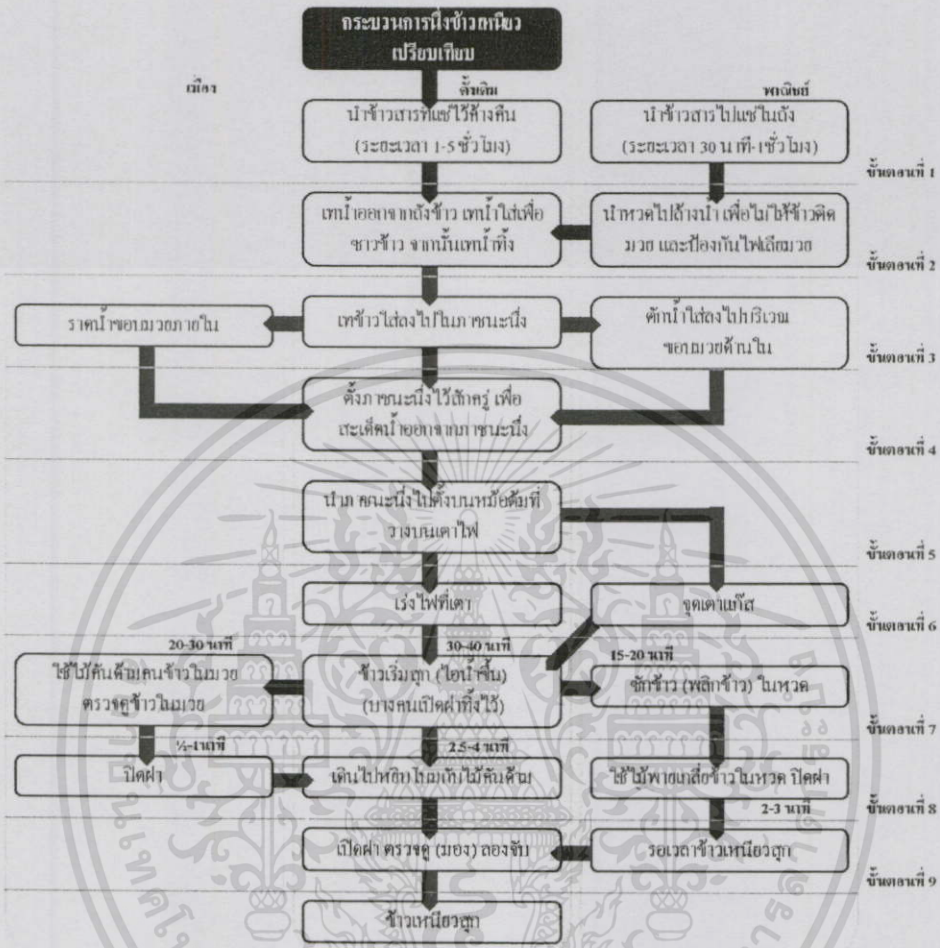 กระบวนการนึ่งข้าวเหนียว
เปรียบเทียบ
เมือง
ดั้งเดิม
พาณิชย์
นำข้าวสารที่แช่ไว้ค้างคืน
(ระยะเวลา 1-5 ชั่วโมง)
นำข้าวสารไปแช่ในถัง
(ระยะเวลา 30 นาที-1ชั่วโมง)
ขั้นตอนที่ 1
เทน้ำออกจากถังข้าว เทน้ำใส่เพื่อ
ซาวข้าว จากนั้นเทน้ำทิ้ง
นำหวดไปล้างน้ำ เพื่อไม่ให้ข้าวติด
มวย และป้องกันไฟเลียมวย
ขั้นตอนที่ 2
ราดน้ำขอบมวยภายใน
เทข้าวใส่ลงไปในภาชนะนึ่ง
ตักน้ำใส่ลงไปบริเวณ
ขอบมวยด้านใน
ขั้นตอนที่ 3
ตั้งภาชนะนึ่งไว้สักครู่ เพื่อ
สะเด็ดน้ำออกจากภาชนะนึ่ง
ขั้นตอนที่ 4
นำภาชนะนึ่งไปตั้งบนหม้อต้มที่
วางบนเตาไฟ
ขั้นตอนที่ 5
เร่งไฟที่เตา
จุดเตาแก๊ส
ขั้นตอนที่ 6
20-30 นาที
30-40 นาที
15-20 นาที
ใช้ไม้คันด้ามคนข้าวในมวย
ตรวจดูข้าวในมวย
ข้าวเริ่มสุก (ไอน้ำขึ้น)
(บางคนเปิดฝาทิ้งไว้)
ซักข้าว (พลิกข้าว) ในหวด
ขั้นตอนที่ 7
½-1นาที
2.5-4 นาที
ปิดฝา
เดินไปหยิบโบมกับไม้คันด้าม
ใช้ไม้พายเกลี่ยข้าวในหวด ปิดฝา
ขั้นตอนที่ 8
2-3 นาที
เปิดฝา ตรวจดู (มอง) ลองจับ
รอเวลาข้าวเหนียวสุก
ขั้นตอนที่ 9
ข้าวเหนียวสุก